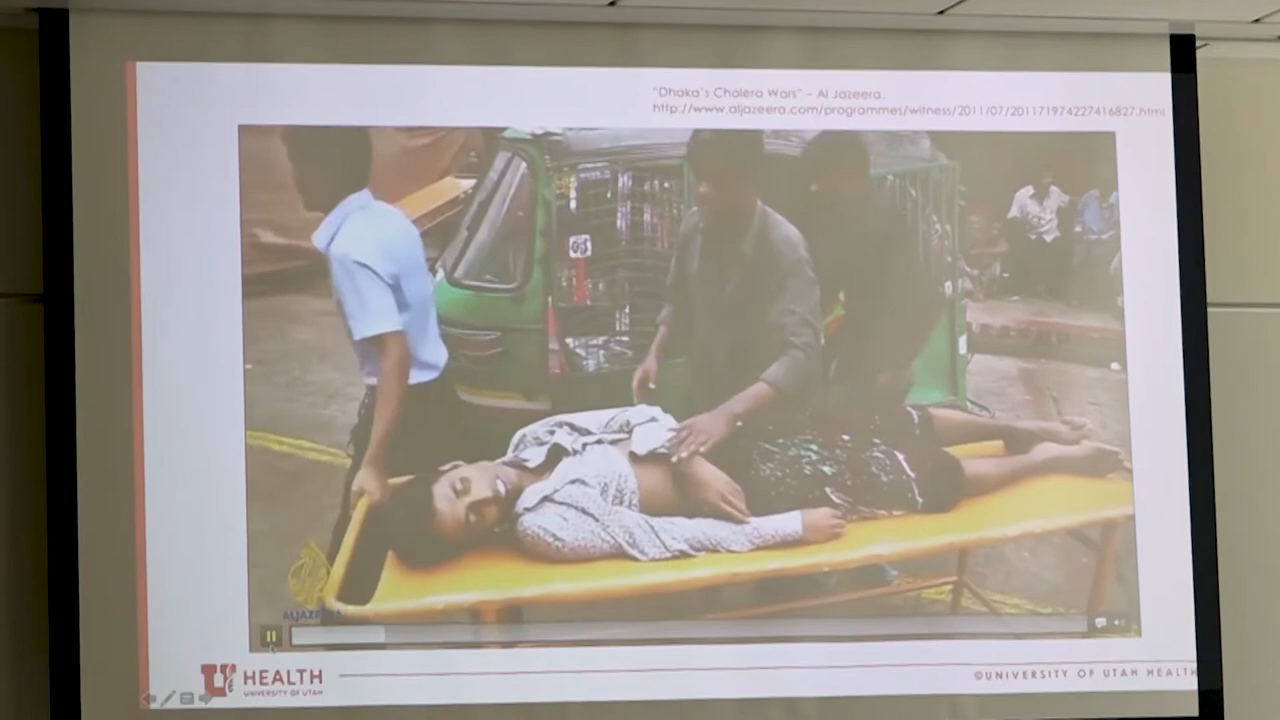 "Dhaka's Cholera Wars" – Al Jazeera.
http://www.aljazeera.com/programmes/witness/2011/07/201171974227416827.html
ALJAZEERA
U HEALTH
UNIVERSITY OF UTAH
©UNIVERSITY OF UTAH HEALTH